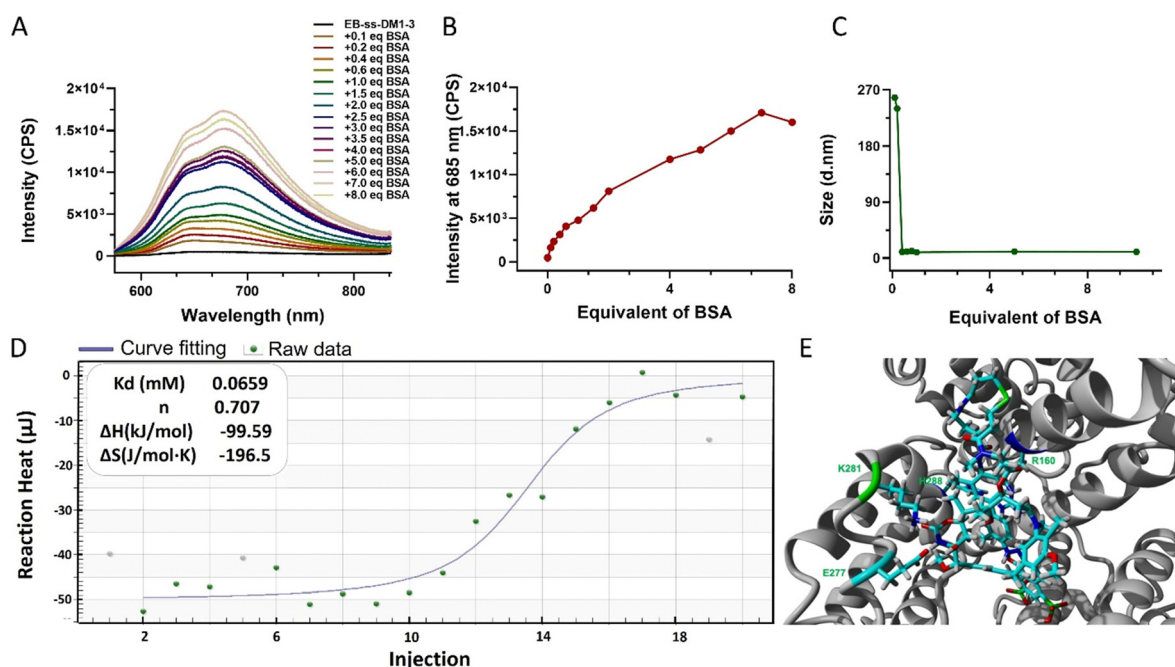 A
EB-ss-DM1-3
+0.1 eq BSA
+0.2 eq BSA
+0.4 eq BSA
+0.6 eq BSA
+1.0 eq BSA
+1.5 eq BSA
+2.0 eq BSA
+2.5 eq BSA
+3.0 eq BSA
+3.5 eq BSA
+4.0 eq BSA
+5.0 eq BSA
+6.0 eq BSA
+7.0 eq BSA
+8.0 eq BSA
Intensity (CPS)
2×10⁴
1.5×10⁴
1×10⁴
5×10³
0
600
700
800
Wavelength (nm)
B
Intensity at 685 nm (CPS)
2×10⁴
1.5×10⁴
1×10⁴
5×10³
0
0
4
8
Equivalent of BSA
C
Size (d.nm)
270
180
90
0
0
4
8
Equivalent of BSA
D
Curve fitting
Raw data
Kd (mM) 0.0659
n 0.707
ΔH(kJ/mol) -99.59
ΔS(J/mol·K) -196.5
Reaction Heat (µJ)
0
-10
-20
-30
-40
-50
2
6
10
14
18
Injection
E
R160
K281
H288
E277